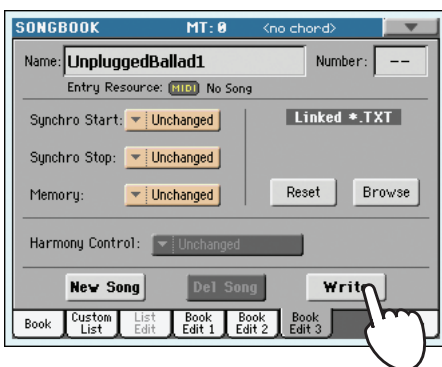 SONGBOOK MT: 0 <no chord>
Name: UnpluggedBallad1 Number: --
Entry Resource: MIDI No Song
Synchro Start: Unchanged Linked *.TXT
Synchro Stop: Unchanged
Memory: Unchanged Reset Browse
Harmony Control: Unchanged
New Song Del Song Write
Book Custom List List Edit Book Edit 1 Book Edit 2 Book Edit 3